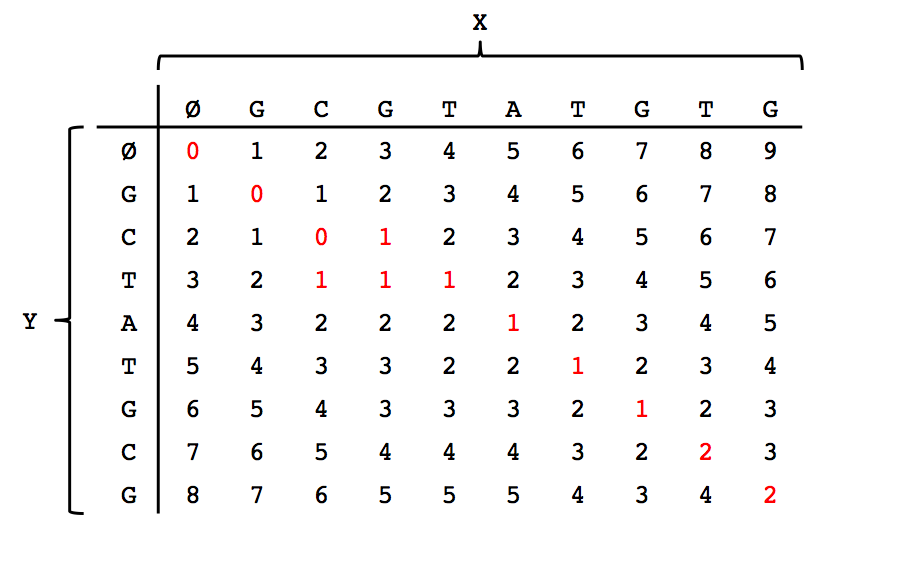 X
Ø G C G T A T G T G
Ø 0 1 2 3 4 5 6 7 8 9
G 1 0 1 2 3 4 5 6 7 8
C 2 1 0 1 2 3 4 5 6 7
T 3 2 1 1 1 2 3 4 5 6
Y A 4 3 2 2 2 1 2 3 4 5
T 5 4 3 3 2 2 1 2 3 4
G 6 5 4 3 3 3 2 1 2 3
C 7 6 5 4 4 4 3 2 2 3
G 8 7 6 5 5 5 4 3 4 2